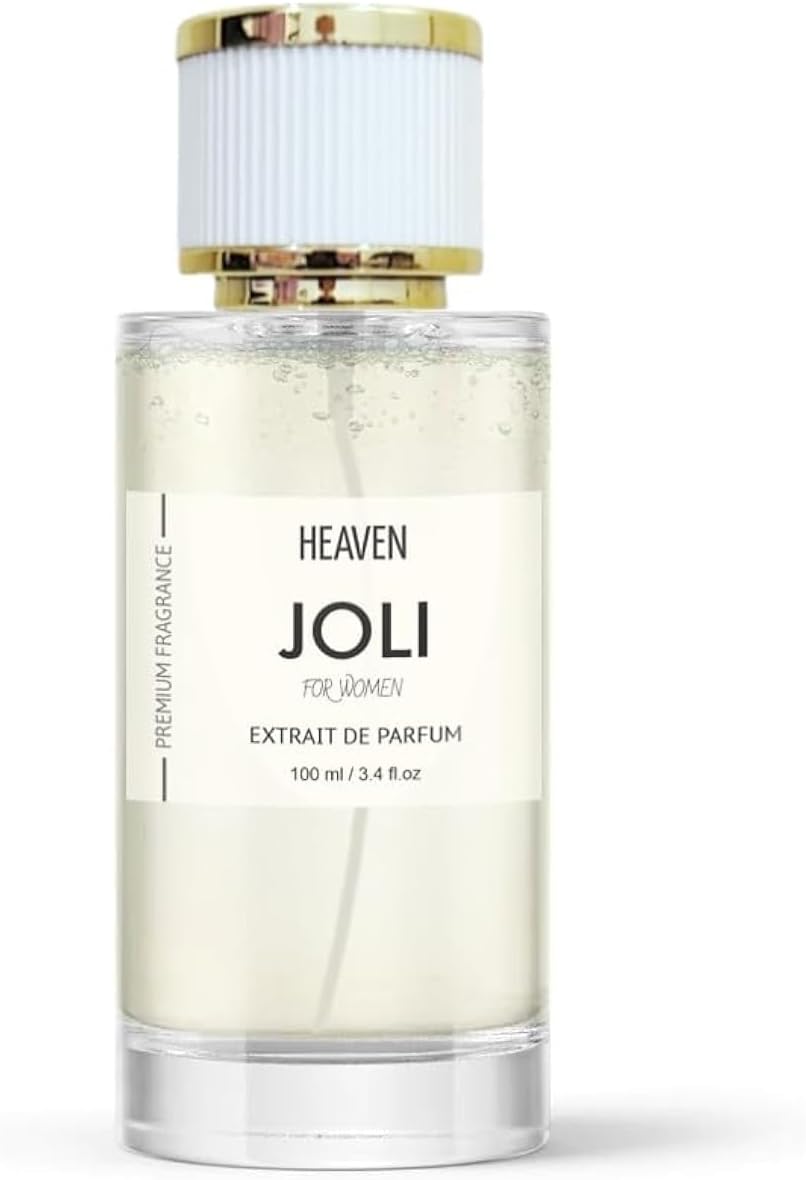 HEAVEN
JOLI
FOR WOMEN
EXTRAIT DE PARFUM
100 ml / 3.4 fl.oz
PREMIUM FRAGRANCE